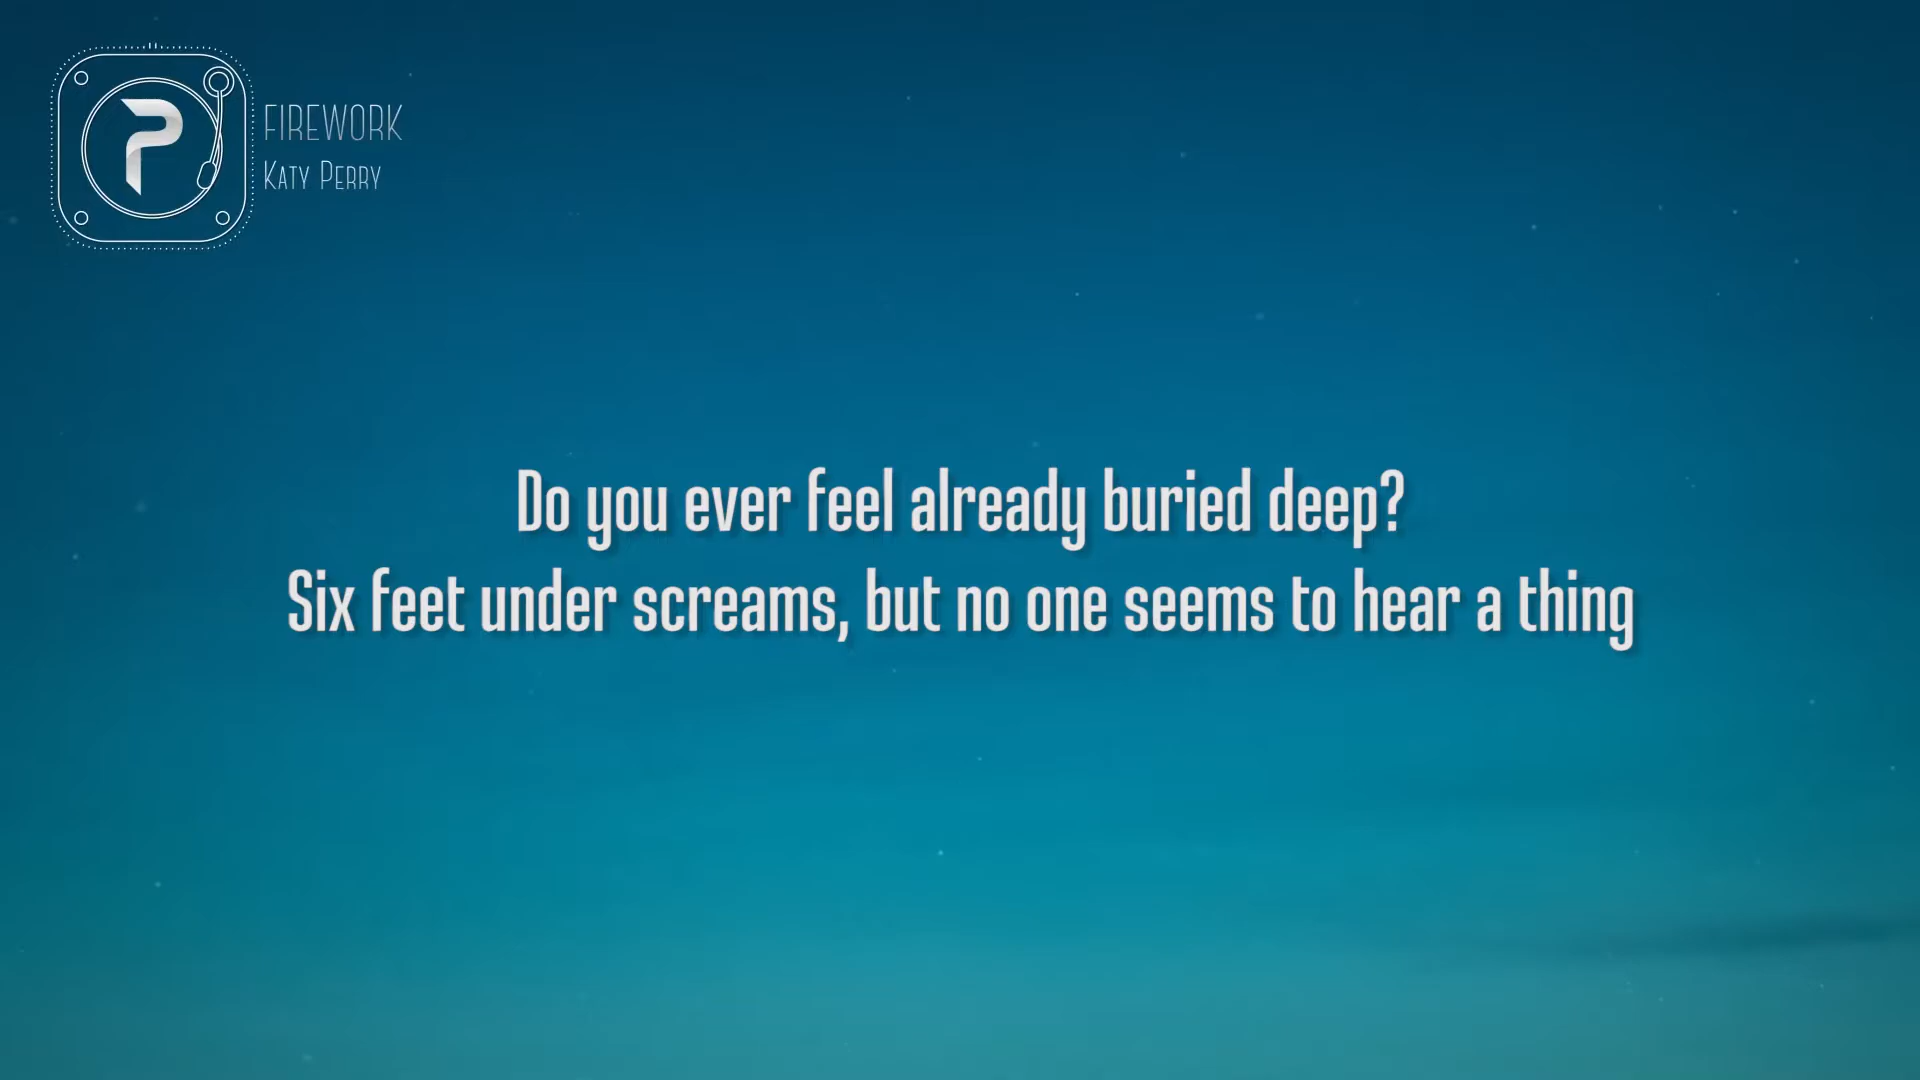 FIREWORK
KATY PERRY
Do you ever feel already buried deep?
Six feet under screams, but no one seems to hear a thing